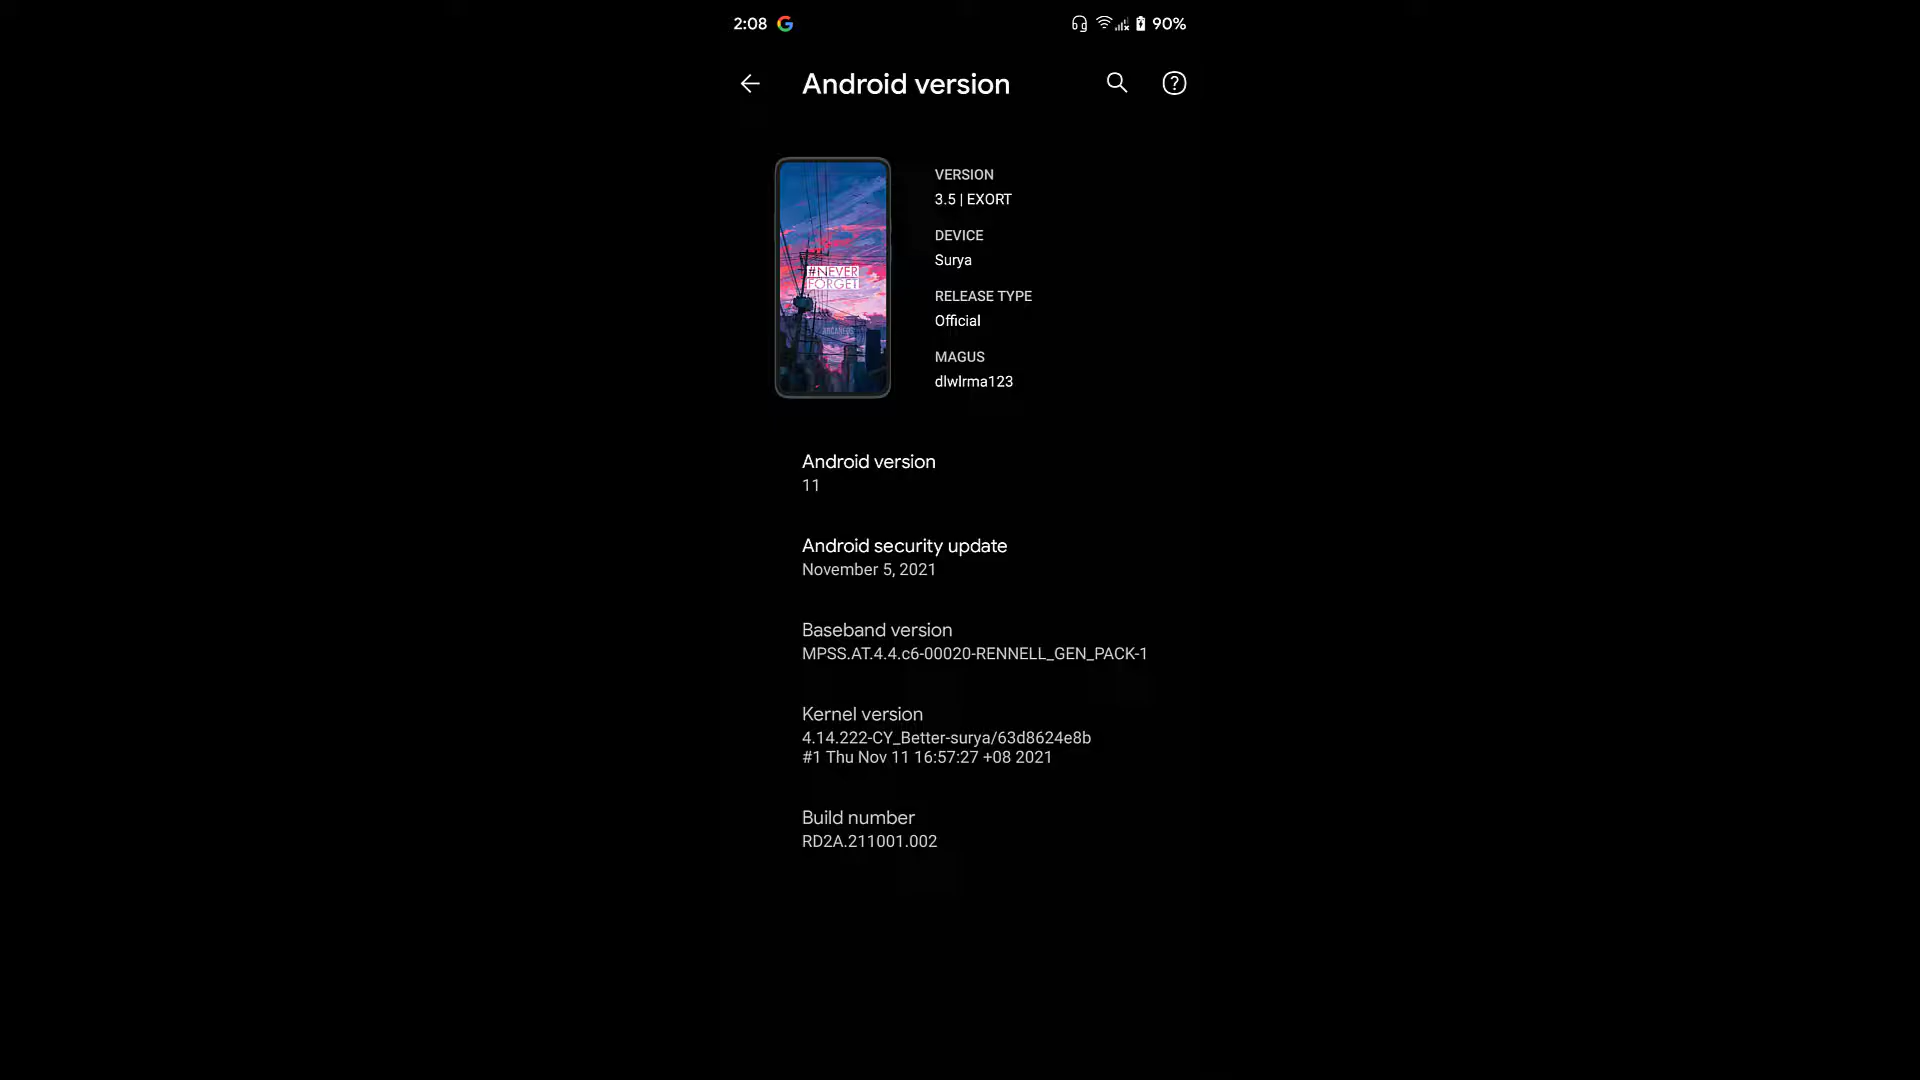 2:08
90%
Android version
#NEVER
FORGET
ARCANEOS
VERSION
3.5 | EXORT
DEVICE
Surya
RELEASE TYPE
Official
MAGUS
dlwlrma123
Android version
11
Android security update
November 5, 2021
Baseband version
MPSS.AT.4.4.c6-00020-RENNELL_GEN_PACK-1
Kernel version
4.14.222-CY_Better-surya/63d8624e8b
#1 Thu Nov 11 16:57:27 +08 2021
Build number
RD2A.211001.002